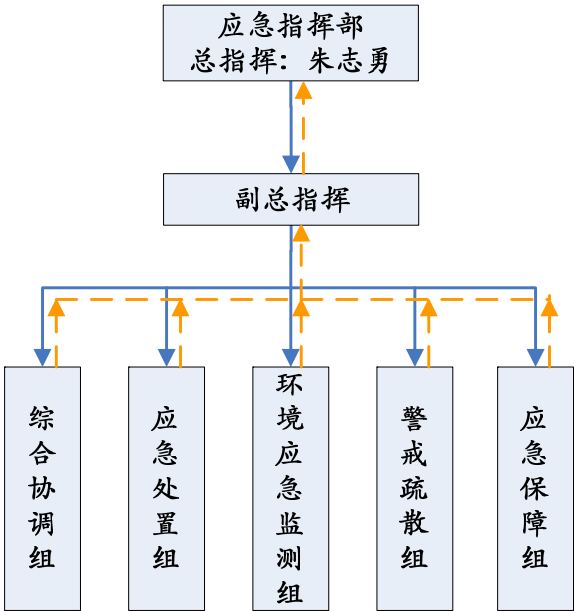 应急指挥部
总指挥：朱志勇
副总指挥
综合协调组
应急处置组
环境应急监测组
警戒疏散组
应急保障组